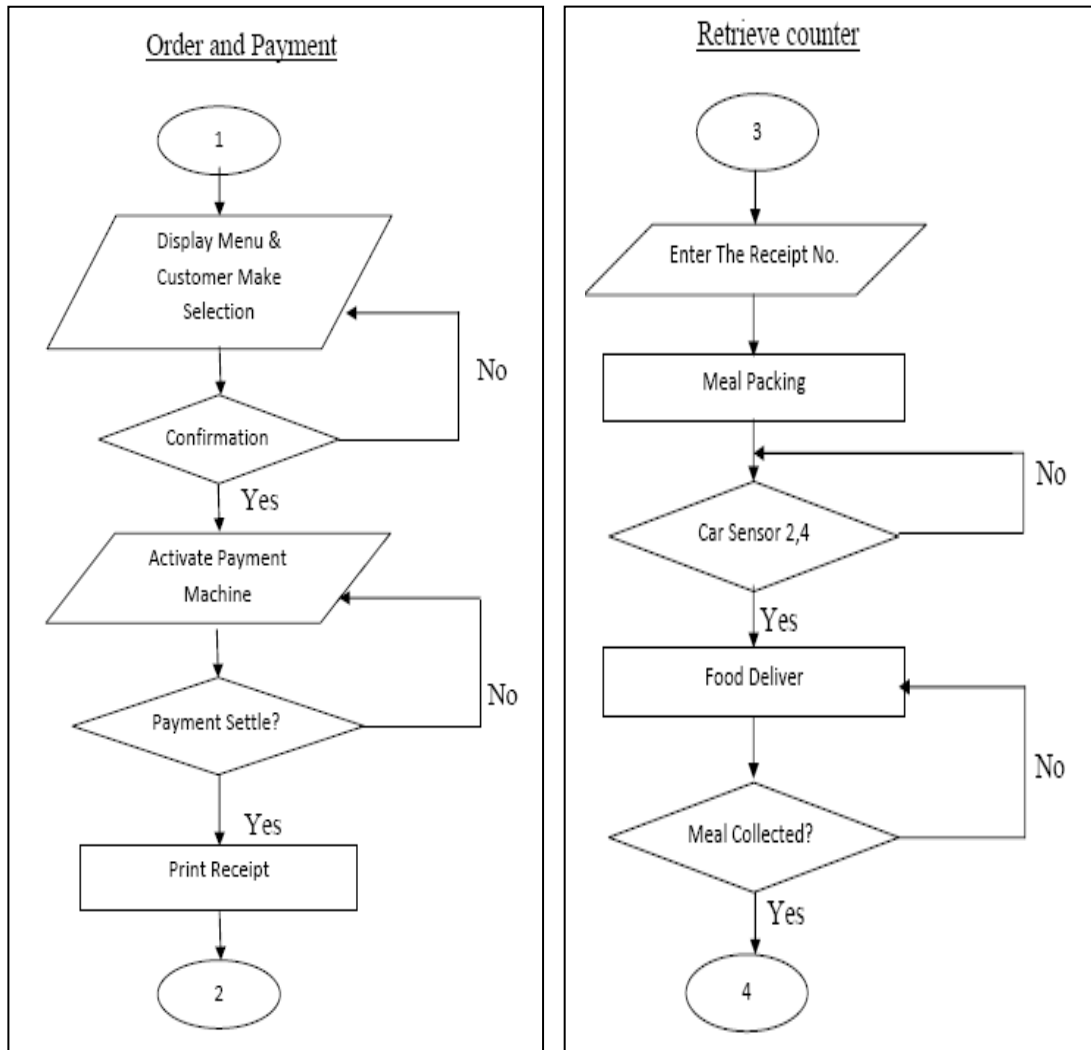 Order and Payment
1
Display Menu &
Customer Make
Selection
No
Confirmation
Yes
Activate Payment
Machine
No
Payment Settle?
Yes
Print Receipt
2
Retrieve counter
3
Enter The Receipt No.
Meal Packing
No
Car Sensor 2,4
Yes
Food Deliver
No
Meal Collected?
Yes
4